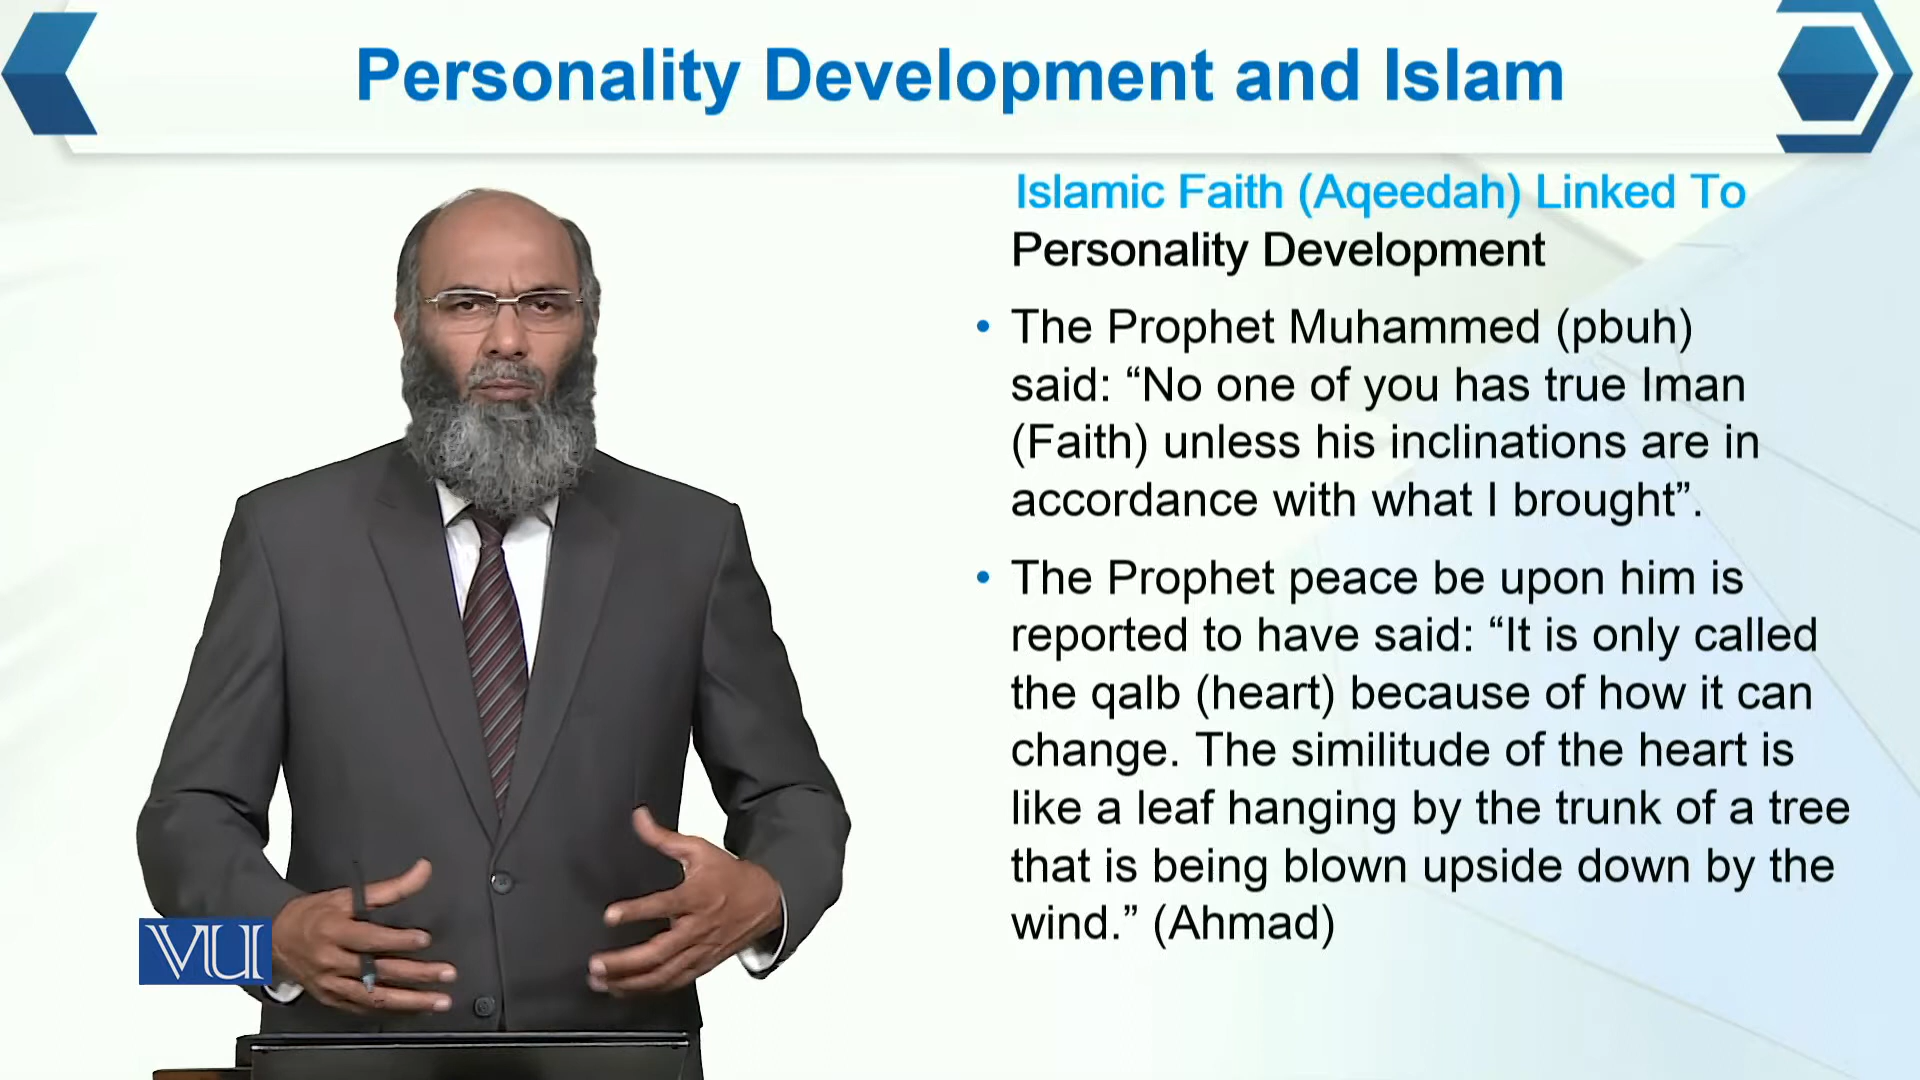 Personality Development and Islam
Islamic Faith (Aqeedah) Linked To
Personality Development
• The Prophet Muhammed (pbuh)
said: “No one of you has true Iman
(Faith) unless his inclinations are in
accordance with what I brought”.
• The Prophet peace be upon him is
reported to have said: “It is only called
the qalb (heart) because of how it can
change. The similitude of the heart is
like a leaf hanging by the trunk of a tree
that is being blown upside down by the
wind.” (Ahmad)
VU